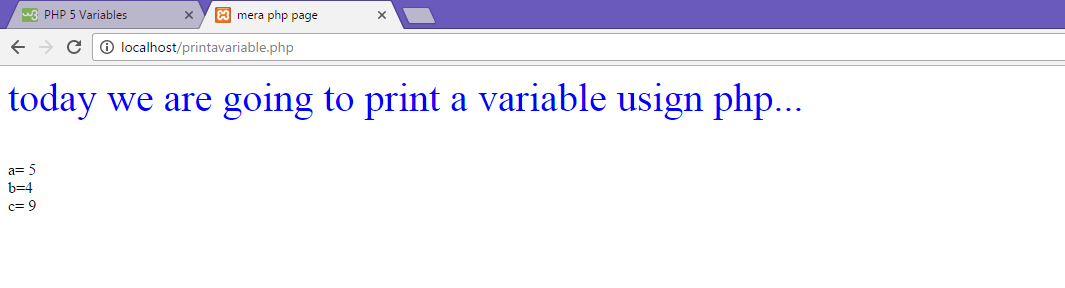 PHP 5 Variables
mera php page
localhost/printavariable.php
today we are going to print a variable usign php...
a= 5
b=4
c= 9